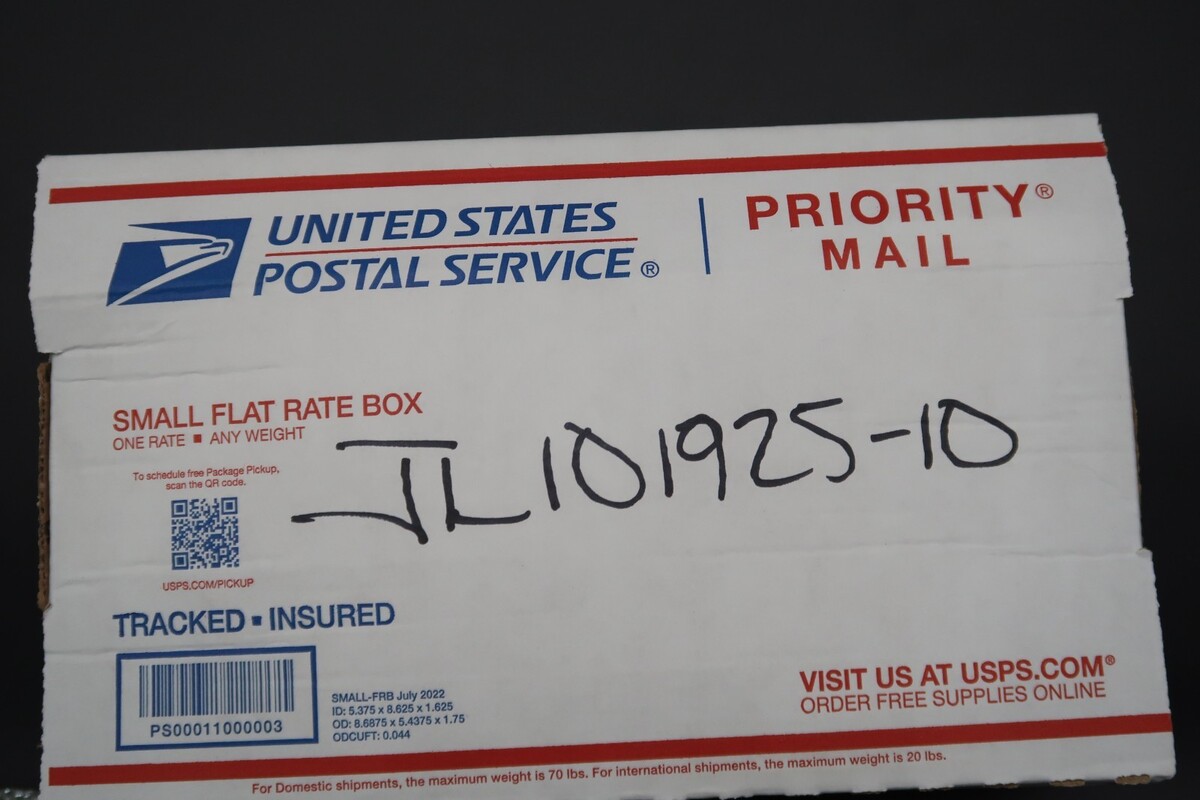 UNITED STATES
POSTAL SERVICE®
PRIORITY®
MAIL
SMALL FLAT RATE BOX
ONE RATE ▪ ANY WEIGHT
To schedule free Package Pickup,
scan the QR code.
USPS.COM/PICKUP
JL101925-10
TRACKED ▪ INSURED
PS00011000003
SMALL-FRB July 2022
ID: 5.375 x 8.625 x 1.625
OD: 8.6875 x 5.4375 x 1.75
ODCUFT: 0.044
VISIT US AT USPS.COM®
ORDER FREE SUPPLIES ONLINE
For Domestic shipments, the maximum weight is 70 lbs. For international shipments, the maximum weight is 20 lbs.